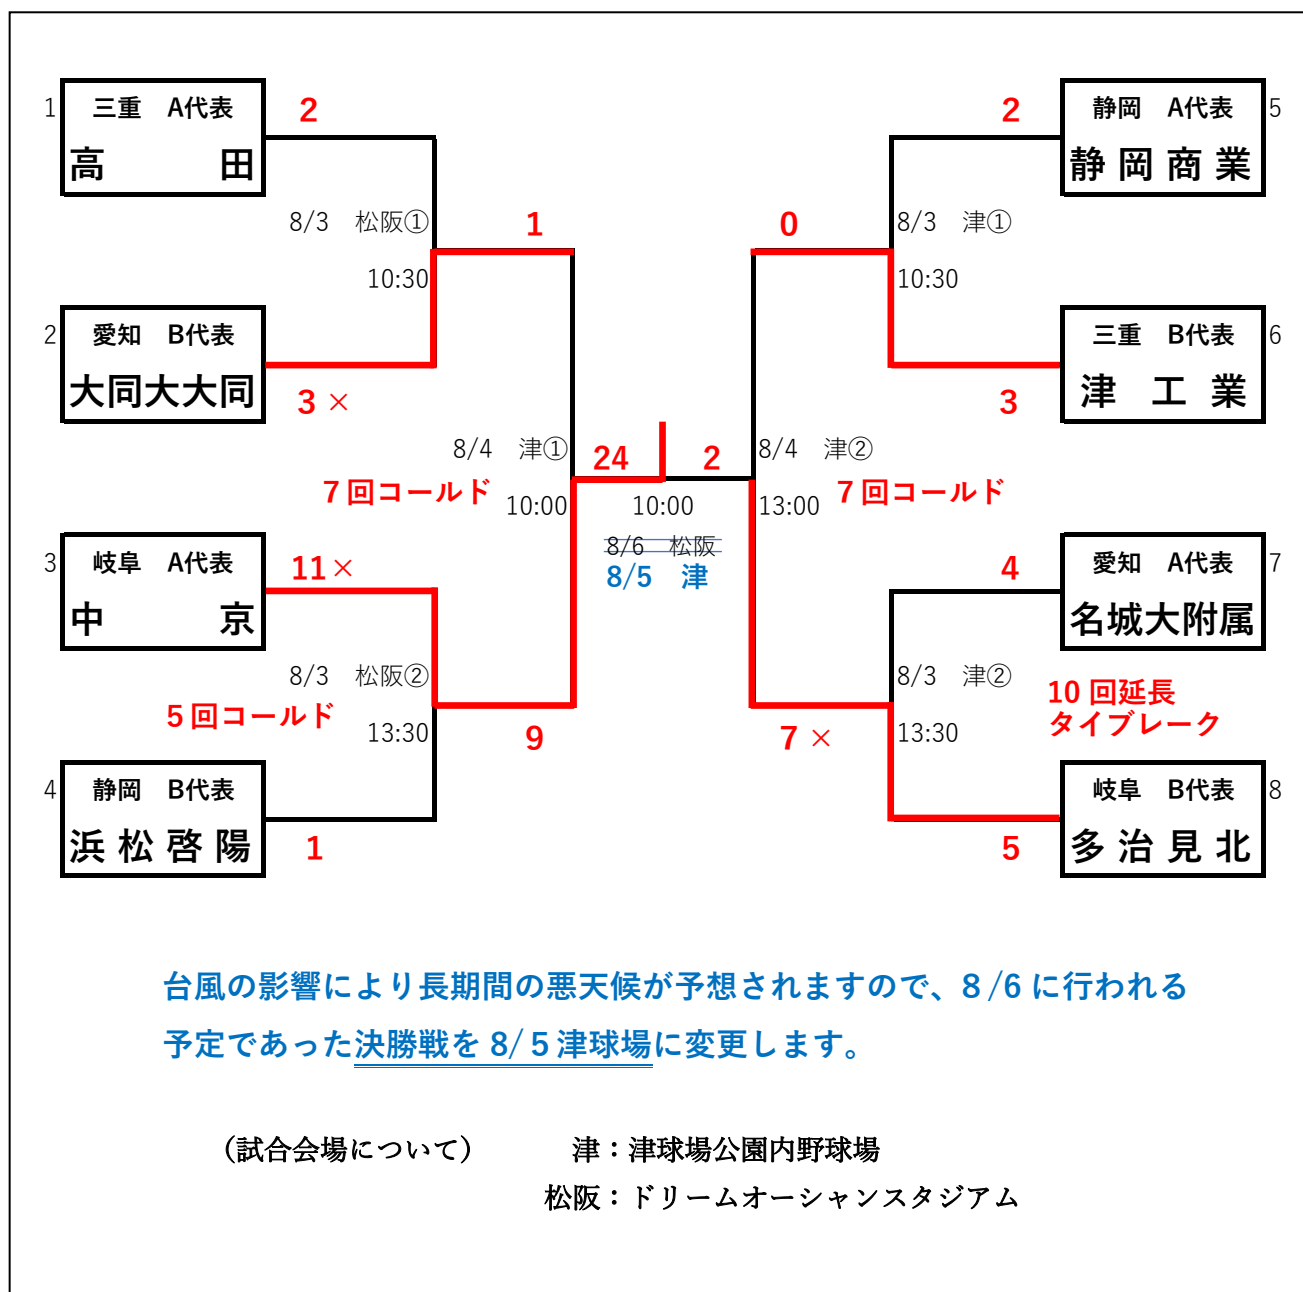 1
三重 A代表
高 田
2
2
静岡 A代表
静岡商業
5
8/3 松阪①
10:30
1
0
8/3 津①
10:30
2
愛知 B代表
大同大大同
3 ×
3
三重 B代表
津 工 業
6
8/4 津①
7回コールド
10:00
24
2
10:00
8/6 松阪
8/5 津
8/4 津②
7回コールド
13:00
3
岐阜 A代表
中 京
11×
4
愛知 A代表
名城大附属
7
8/3 松阪②
5回コールド
13:30
9
7 ×
8/3 津②
13:30
10 回延長
タイブレーク
4
静岡 B代表
浜松啓陽
1
5
岐阜 B代表
多治見北
8
台風の影響により長期間の悪天候が予想されますので、８/6 に行われる
予定であった決勝戦を 8/５津球場に変更します。
（試合会場について） 津：津球場公園内野球場
松阪：ドリームオーシャンスタジアム